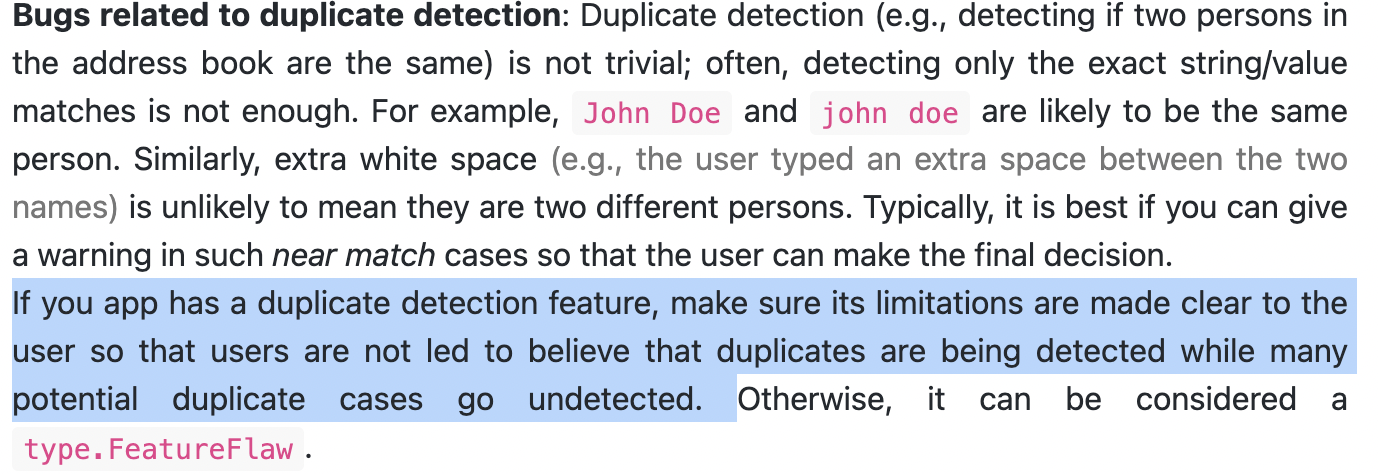 Bugs related to duplicate detection: Duplicate detection (e.g., detecting if two persons in
the address book are the same) is not trivial; often, detecting only the exact string/value
matches is not enough. For example, John Doe and john doe are likely to be the same
person. Similarly, extra white space (e.g., the user typed an extra space between the two
names) is unlikely to mean they are two different persons. Typically, it is best if you can give
a warning in such near match cases so that the user can make the final decision.
If you app has a duplicate detection feature, make sure its limitations are made clear to the
user so that users are not led to believe that duplicates are being detected while many
potential duplicate cases go undetected. Otherwise, it can be considered a
type.FeatureFlaw.